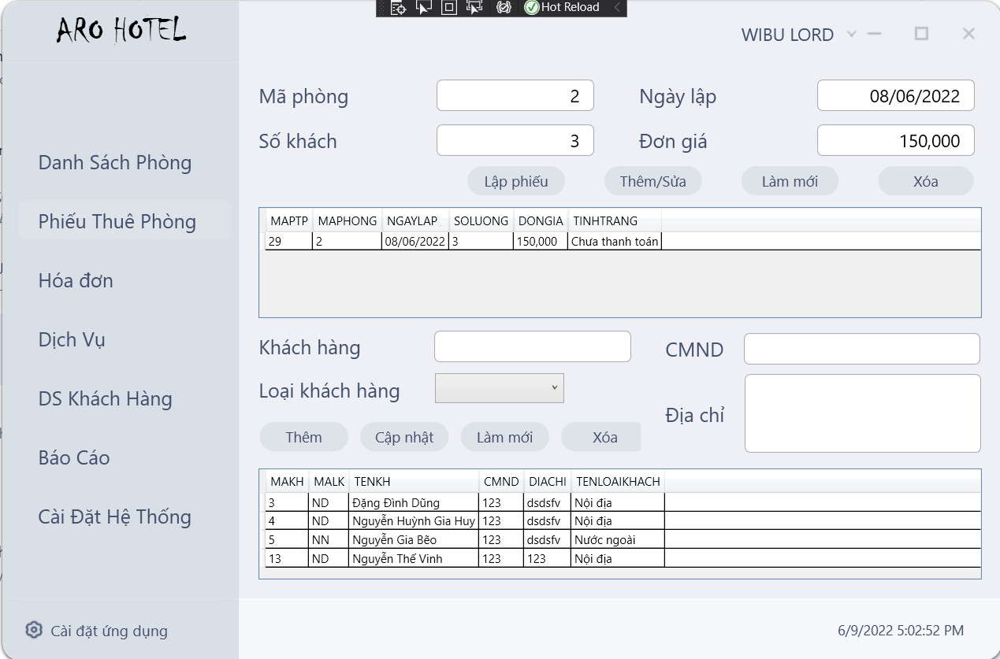 Hot Reload
ARO HOTEL
WIBU LORD
Danh Sách Phòng
Phiếu Thuê Phòng
Hóa đơn
Dịch Vụ
DS Khách Hàng
Báo Cáo
Cài Đặt Hệ Thống
Cài đặt ứng dụng
Mã phòng 2 Ngày lập 08/06/2022
Số khách 3 Đơn giá 150,000
Lập phiếu Thêm/Sửa Làm mới Xóa
MAPTP MAPHONG NGAYLAP SOLUONG DONGIA TINHTRANG
29 2 08/06/2022 3 150,000 Chưa thanh toán
Khách hàng CMND
Loại khách hàng
Địa chỉ
Thêm Cập nhật Làm mới Xóa
MAKH MALK TENKH CMND DIACHI TENLOAIKHACH
3 ND Đặng Đình Dũng 123 dsdsfv Nội địa
4 ND Nguyễn Huỳnh Gia Huy 123 dsdsfv Nội địa
5 NN Nguyễn Gia Bẽo 123 dsdsfv Nước ngoài
13 ND Nguyễn Thế Vinh 123 123 Nội địa
6/9/2022 5:02:52 PM